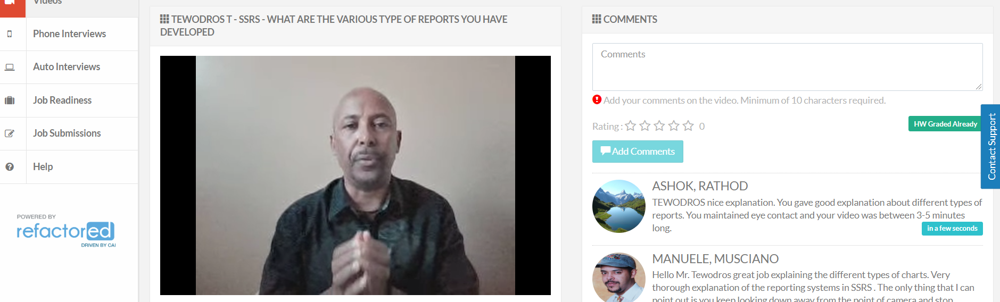 Videos
Phone Interviews
Auto Interviews
Job Readiness
Job Submissions
Help
POWERED BY
refactored
DRIVEN BY CAI
TEWODROS T - SSRS - WHAT ARE THE VARIOUS TYPE OF REPORTS YOU HAVE
DEVELOPED
COMMENTS
Comments
Add your comments on the video. Minimum of 10 characters required.
Rating : 0
HW Graded Already
Add Comments
Contact Support
ASHOK, RATHOD
TEWODROS nice explanation. You gave good explanation about different types of
reports. You maintained eye contact and your video was between 3-5 minutes
long.
in a few seconds
MANUELE, MUSCIANO
Hello Mr. Tewodros great job explaining the different types of charts. Very
thorough explanation of the reporting systems in SSRS . The only thing that I can
point out is you keep looking down away from the point of camera and stop